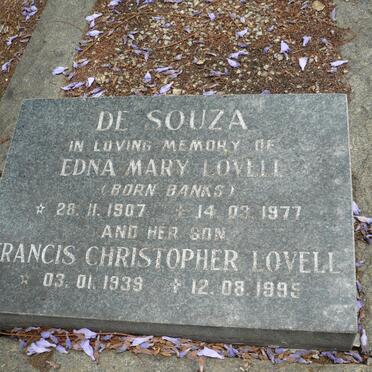 DE SOUZA
IN LOVING MEMORY OF
EDNA MARY LOVELL
(BORN BANKS)
☆ 28.11.1907 ✝ 14.03.1977
AND HER SON
FRANCIS CHRISTOPHER LOVELL
☆ 03.01.1939 ✝ 12.08.1995